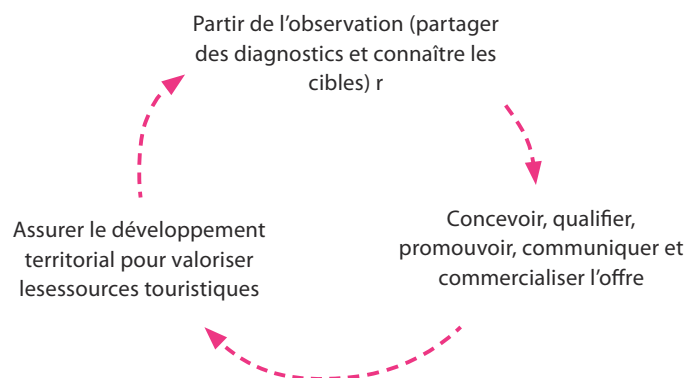 Partir de l’observation (partager
des diagnostics et connaître les
cibles) r
Concevoir, qualifier,
promouvoir, communiquer et
commercialiser l’offre
Assurer le développement
territorial pour valoriser
lesessources touristiques